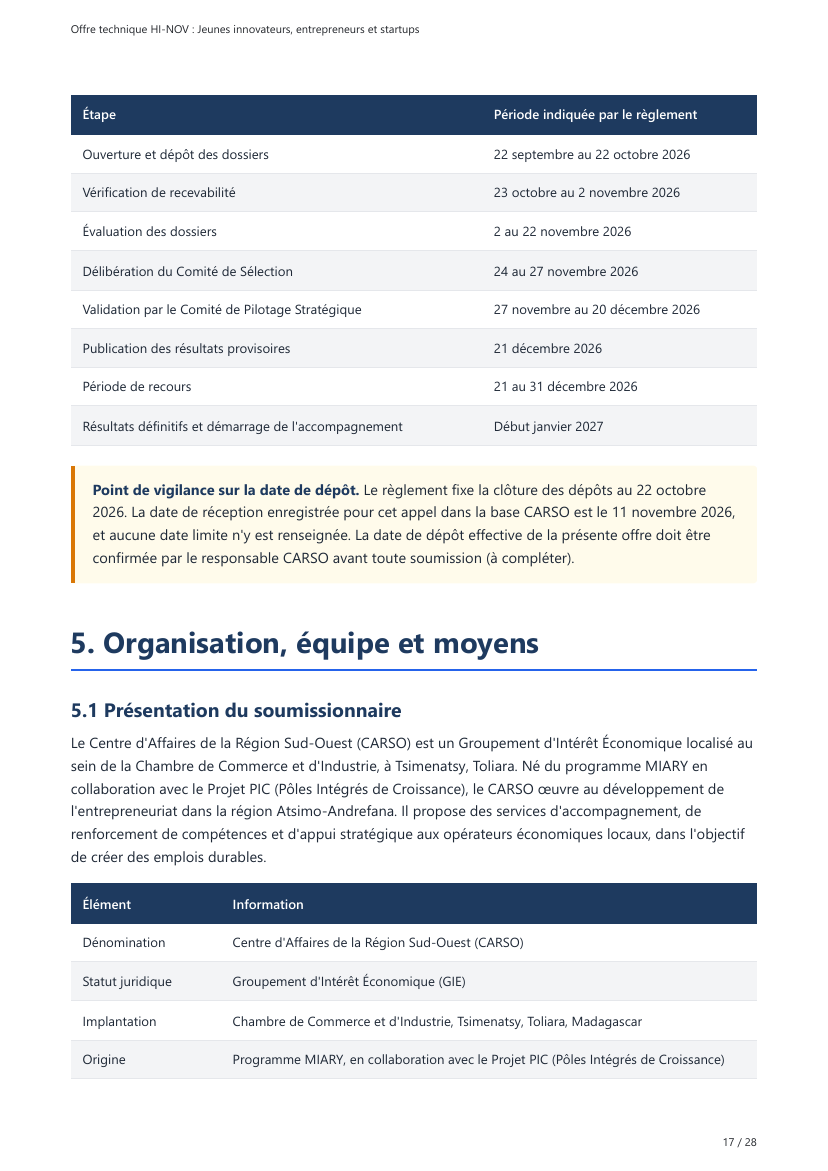 Offre technique HI-NOV : Jeunes innovateurs, entrepreneurs et startups
Étape Période indiquée par le règlement
Ouverture et dépôt des dossiers 22 septembre au 22 octobre 2026
Vérification de recevabilité 23 octobre au 2 novembre 2026
Évaluation des dossiers 2 au 22 novembre 2026
Délibération du Comité de Sélection 24 au 27 novembre 2026
Validation par le Comité de Pilotage Stratégique 27 novembre au 20 décembre 2026
Publication des résultats provisoires 21 décembre 2026
Période de recours 21 au 31 décembre 2026
Résultats définitifs et démarrage de l'accompagnement Début janvier 2027
Point de vigilance sur la date de dépôt. Le règlement fixe la clôture des dépôts au 22 octobre
2026. La date de réception enregistrée pour cet appel dans la base CARSO est le 11 novembre 2026,
et aucune date limite n'y est renseignée. La date de dépôt effective de la présente offre doit être
confirmée par le responsable CARSO avant toute soumission (à compléter).
5. Organisation, équipe et moyens
5.1 Présentation du soumissionnaire
Le Centre d'Affaires de la Région Sud-Ouest (CARSO) est un Groupement d'Intérêt Économique localisé au
sein de la Chambre de Commerce et d'Industrie, à Tsimenatsy, Toliara. Né du programme MIARY en
collaboration avec le Projet PIC (Pôles Intégrés de Croissance), le CARSO œuvre au développement de
l'entrepreneuriat dans la région Atsimo-Andrefana. Il propose des services d'accompagnement, de
renforcement de compétences et d'appui stratégique aux opérateurs économiques locaux, dans l'objectif
de créer des emplois durables.
Élément Information
Dénomination Centre d'Affaires de la Région Sud-Ouest (CARSO)
Statut juridique Groupement d'Intérêt Économique (GIE)
Implantation Chambre de Commerce et d'Industrie, Tsimenatsy, Toliara, Madagascar
Origine Programme MIARY, en collaboration avec le Projet PIC (Pôles Intégrés de Croissance)
17 / 28